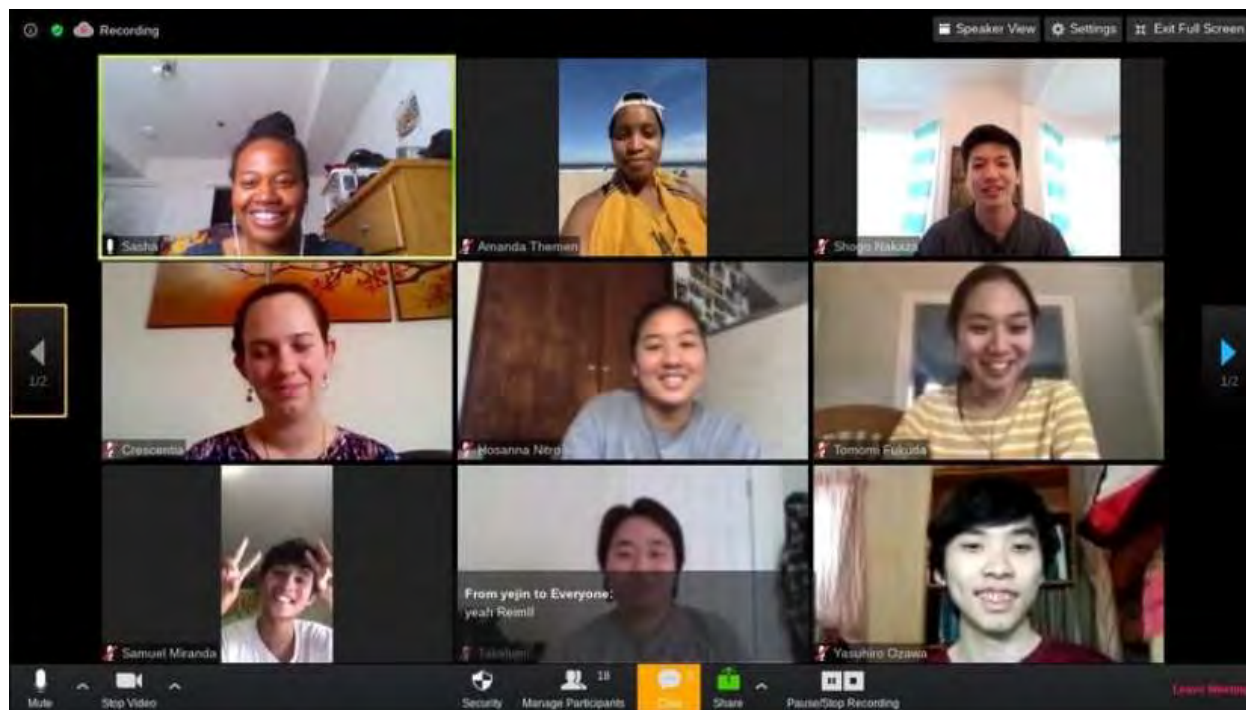 Recording
Speaker View
Settings
Exit Full Screen
Sasha
Amanda Themen
Shogo Nakaza
Crescentia
Hosanna Nitro
Tomomi Fukuda
1/2
1/2
Samuel Miranda
From yejin to Everyone:
yeah Reimi!!
Takafumi
Yasuhiro Ozawa
Mute
Stop Video
Security
18
Manage Participants
Chat
Share
Pause/Stop Recording
Leave Meeting